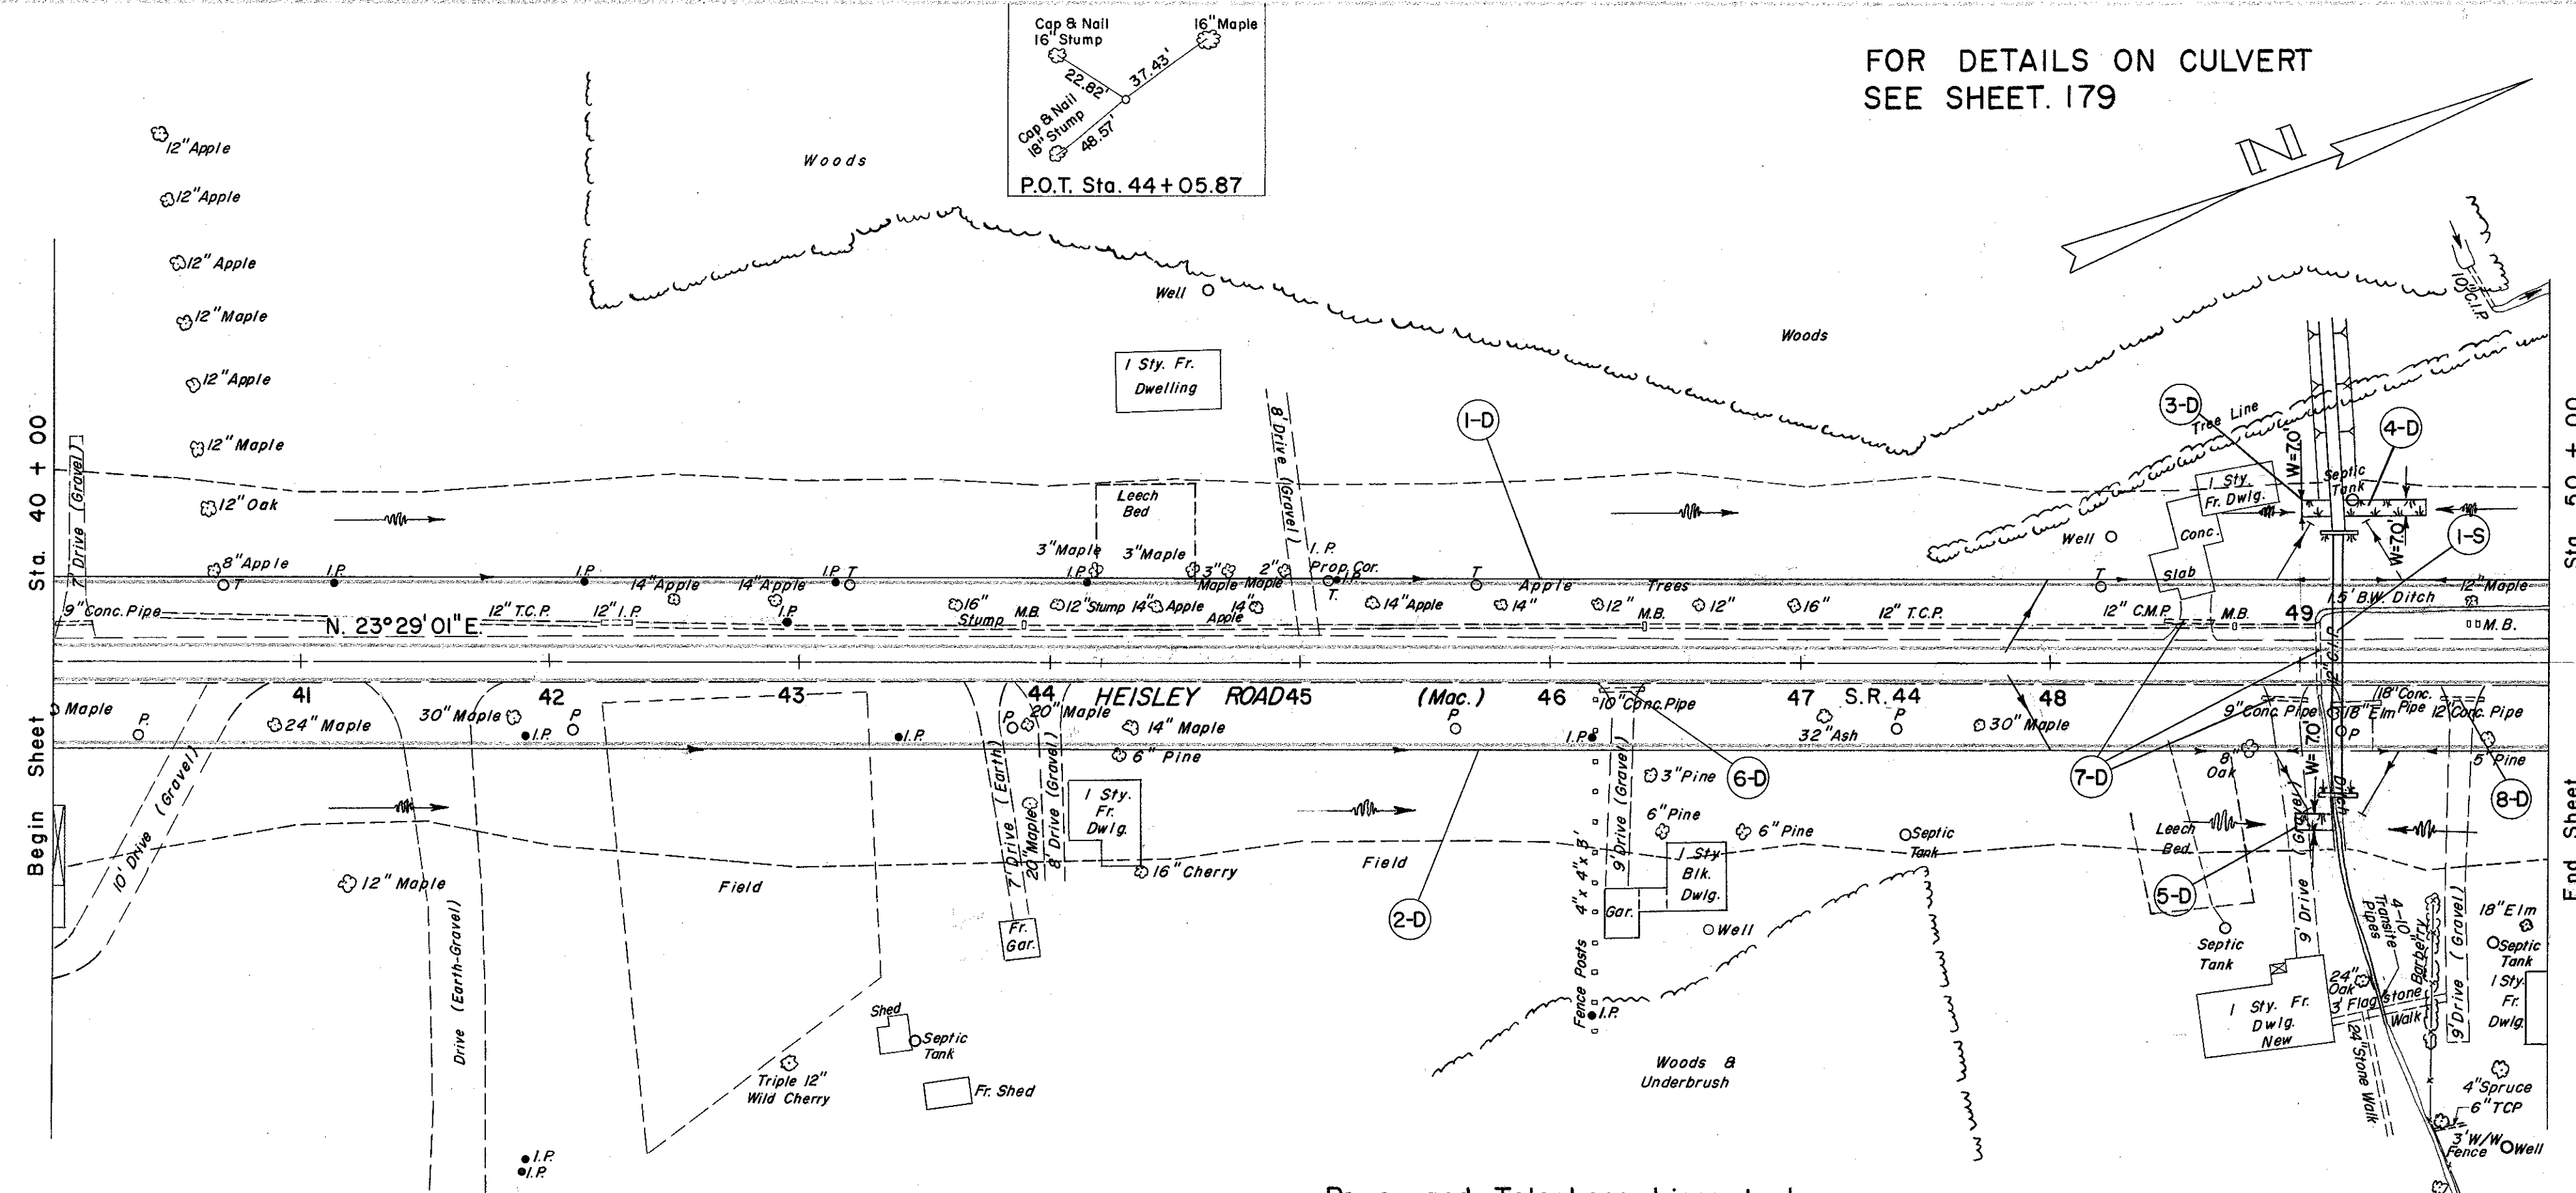 Cap & Nail
16" Stump
16" Maple
22.82'
37.43'
Cap & Nail
18" Stump
48.57'
P.O.T. Sta. 44+05.87
FOR DETAILS ON CULVERT
SEE SHEET. 179
N
12" Apple
12" Apple
12" Apple
12" Maple
12" Apple
12" Maple
12" Oak
8" Apple
Woods
Well
Woods
10" C.I.P.
1 Sty. Fr.
Dwelling
8' Drive (Gravel)
1-D
3-D
Tree Line
4-D
W=7.0'
Septic
Tank
1 Sty.
Fr. Dwlg.
W=7.0'
1-S
Sta. 40 + 00
Begin Sheet
Sta. 50 + 00
End Sheet
7' Drive (Gravel)
Leech
Bed
3" Maple
3" Maple
3"
Maple
2"
Maple
I.P.
Prop. Cor.
I.P.
T.
Well
Conc.
Slab
T
I.P.
I.P.
14" Apple
14" Apple
I.P.
T
I.P.
T
Apple
Trees
T
1.5' B.W. Ditch
12" Maple
9" Conc. Pipe
12" T.C.P.
12" I.P.
I.P.
16"
Stump
M.B.
12" Stump
14" Apple
14"
Apple
14" Apple
14"
12"
M.B.
12"
16"
12" T.C.P.
12" C.M.P.
M.B.
49
M.B.
N. 23°29'01" E.
12" C.I.P.
41
42
43
44
HEISLEY ROAD
45
(Mac.)
46
47
S.R. 44
48
Maple
P.
24" Maple
30" Maple
I.P.
P
I.P.
P
20" Maple
14" Maple
6" Pine
P
10" Conc. Pipe
I.P.
32" Ash
P
30" Maple
9" Conc. Pipe
18" Elm
18" Conc.
Pipe
12" Conc. Pipe
P
8"
Oak
5" Pine
W=7.0'
Ditch
10' Drive (Gravel)
7' Drive (Earth)
20" Maple
8' Drive (Gravel)
1 Sty.
Fr.
Dwlg.
16" Cherry
12" Maple
Field
Field
2-D
3" Pine
6-D
6" Pine
6" Pine
9' Drive (Gravel)
Fence Posts 4" x 4" x 3'
1 Sty
Blk.
Dwlg.
Gar.
Well
Septic
Tank
7-D
8-D
Leech
Bed
5-D
Septic
Tank
9' Drive (Gravel)
4-10"
Transite
Pipes
Barberry
9' Drive (Gravel)
18" Elm
Septic
Tank
1 Sty.
Fr.
Dwlg.
24"
Oak
3' Flagstone
Walk
24" Stone Walk
1 Sty. Fr.
Dwlg.
New
Fr.
Gar.
Drive (Earth-Gravel)
Shed
Septic
Tank
Fr. Shed
Triple 12"
Wild Cherry
I.P.
Woods &
Underbrush
4" Spruce
6" TCP
3' W/W
Fence
Well
I.P.
I.P.